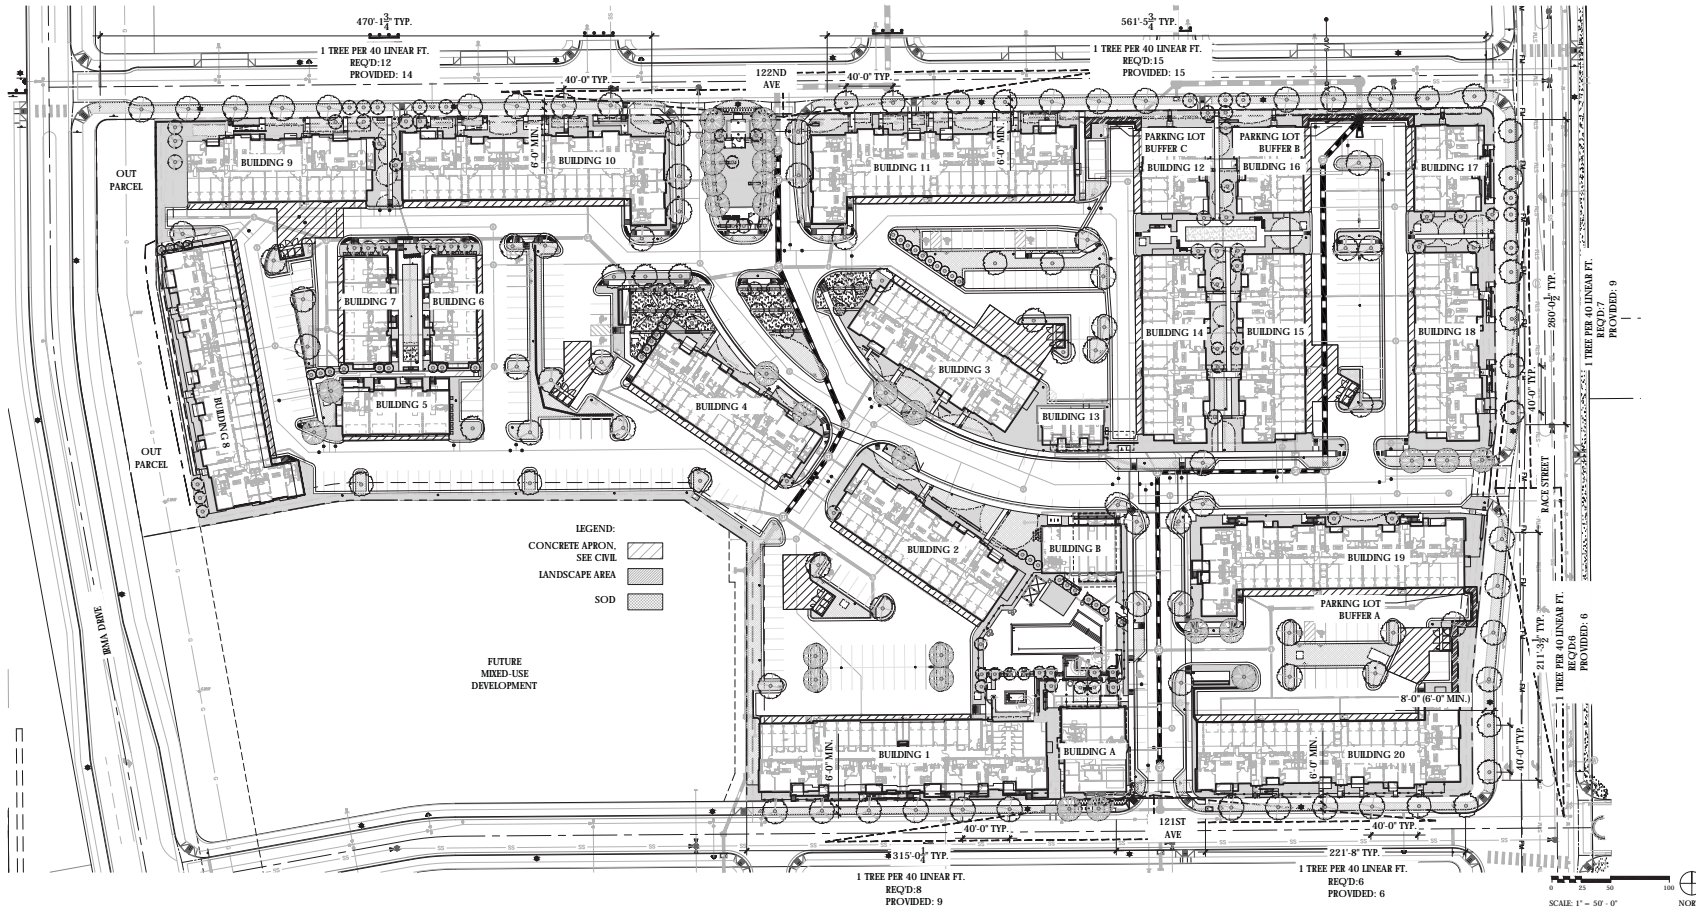 470'-1 3/4" TYP.
1 TREE PER 40 LINEAR FT.
REQ'D:12
PROVIDED: 14
561'-5 3/4" TYP.
1 TREE PER 40 LINEAR FT.
REQ'D:15
PROVIDED: 15
40'-0" TYP.
122ND
AVE
40'-0" TYP.
OUT
PARCEL
BUILDING 9
6'-0" MIN.
BUILDING 10
BUILDING 11
6'-0" MIN.
PARKING LOT
BUFFER C
PARKING LOT
BUFFER B
BUILDING 12
BUILDING 16
BUILDING 17
BUILDING 7
BUILDING 6
BUILDING 14
BUILDING 15
BUILDING 18
260'-0 1/2" TYP.
1 TREE PER 40 LINEAR FT.
REQ'D:7
PROVIDED: 9
40'-0" TYP.
BUILDING 3
BUILDING 8
BUILDING 5
BUILDING 4
BUILDING 13
OUT
PARCEL
RACE STREET
LEGEND:
CONCRETE APRON,
SEE CIVIL
LANDSCAPE AREA
SOD
BUILDING 2
BUILDING B
BUILDING 19
PARKING LOT
BUFFER A
IRMA DRIVE
211'-3 1/2" TYP.
1 TREE PER 40 LINEAR FT.
REQ'D:6
PROVIDED: 6
FUTURE
MIXED-USE
DEVELOPMENT
8'-0" (6'-0" MIN.)
6'-0" MIN.
BUILDING 1
BUILDING A
6'-0" MIN.
BUILDING 20
40'-0" TYP.
40'-0" TYP.
121ST
AVE
40'-0" TYP.
315'-0 1/4" TYP.
1 TREE PER 40 LINEAR FT.
REQ'D:8
PROVIDED: 9
221'-8" TYP.
1 TREE PER 40 LINEAR FT.
REQ'D:6
PROVIDED: 6
0 25 50 100
SCALE: 1" = 50'-0"
NOR